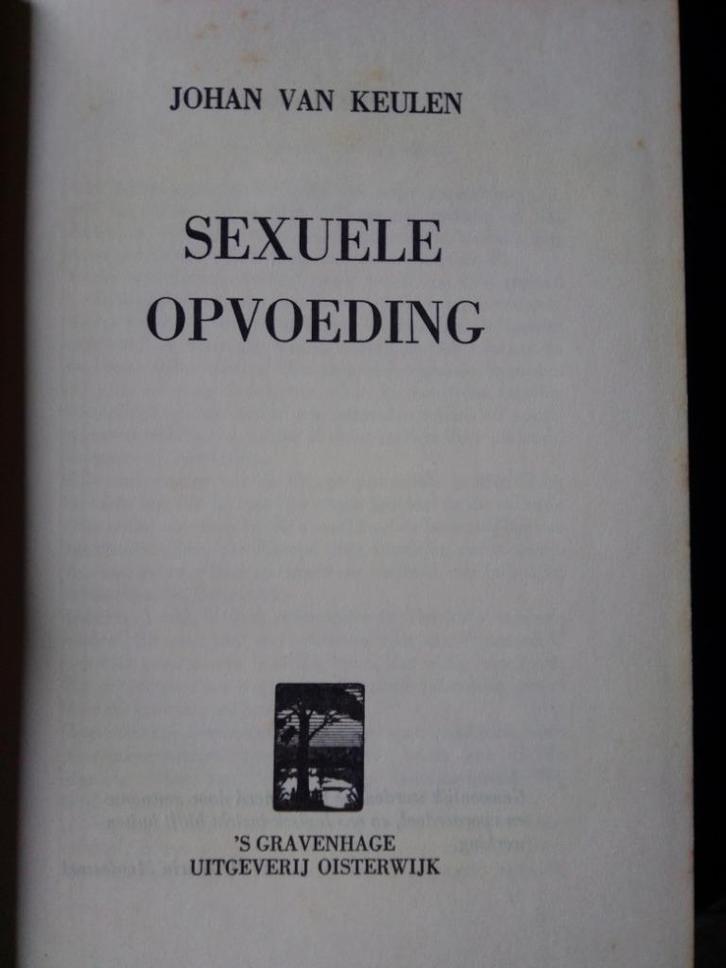 JOHAN VAN KEULEN
SEXUELE
OPVOEDING
'S GRAVENHAGE
UITGEVERIJ OISTERWIJK